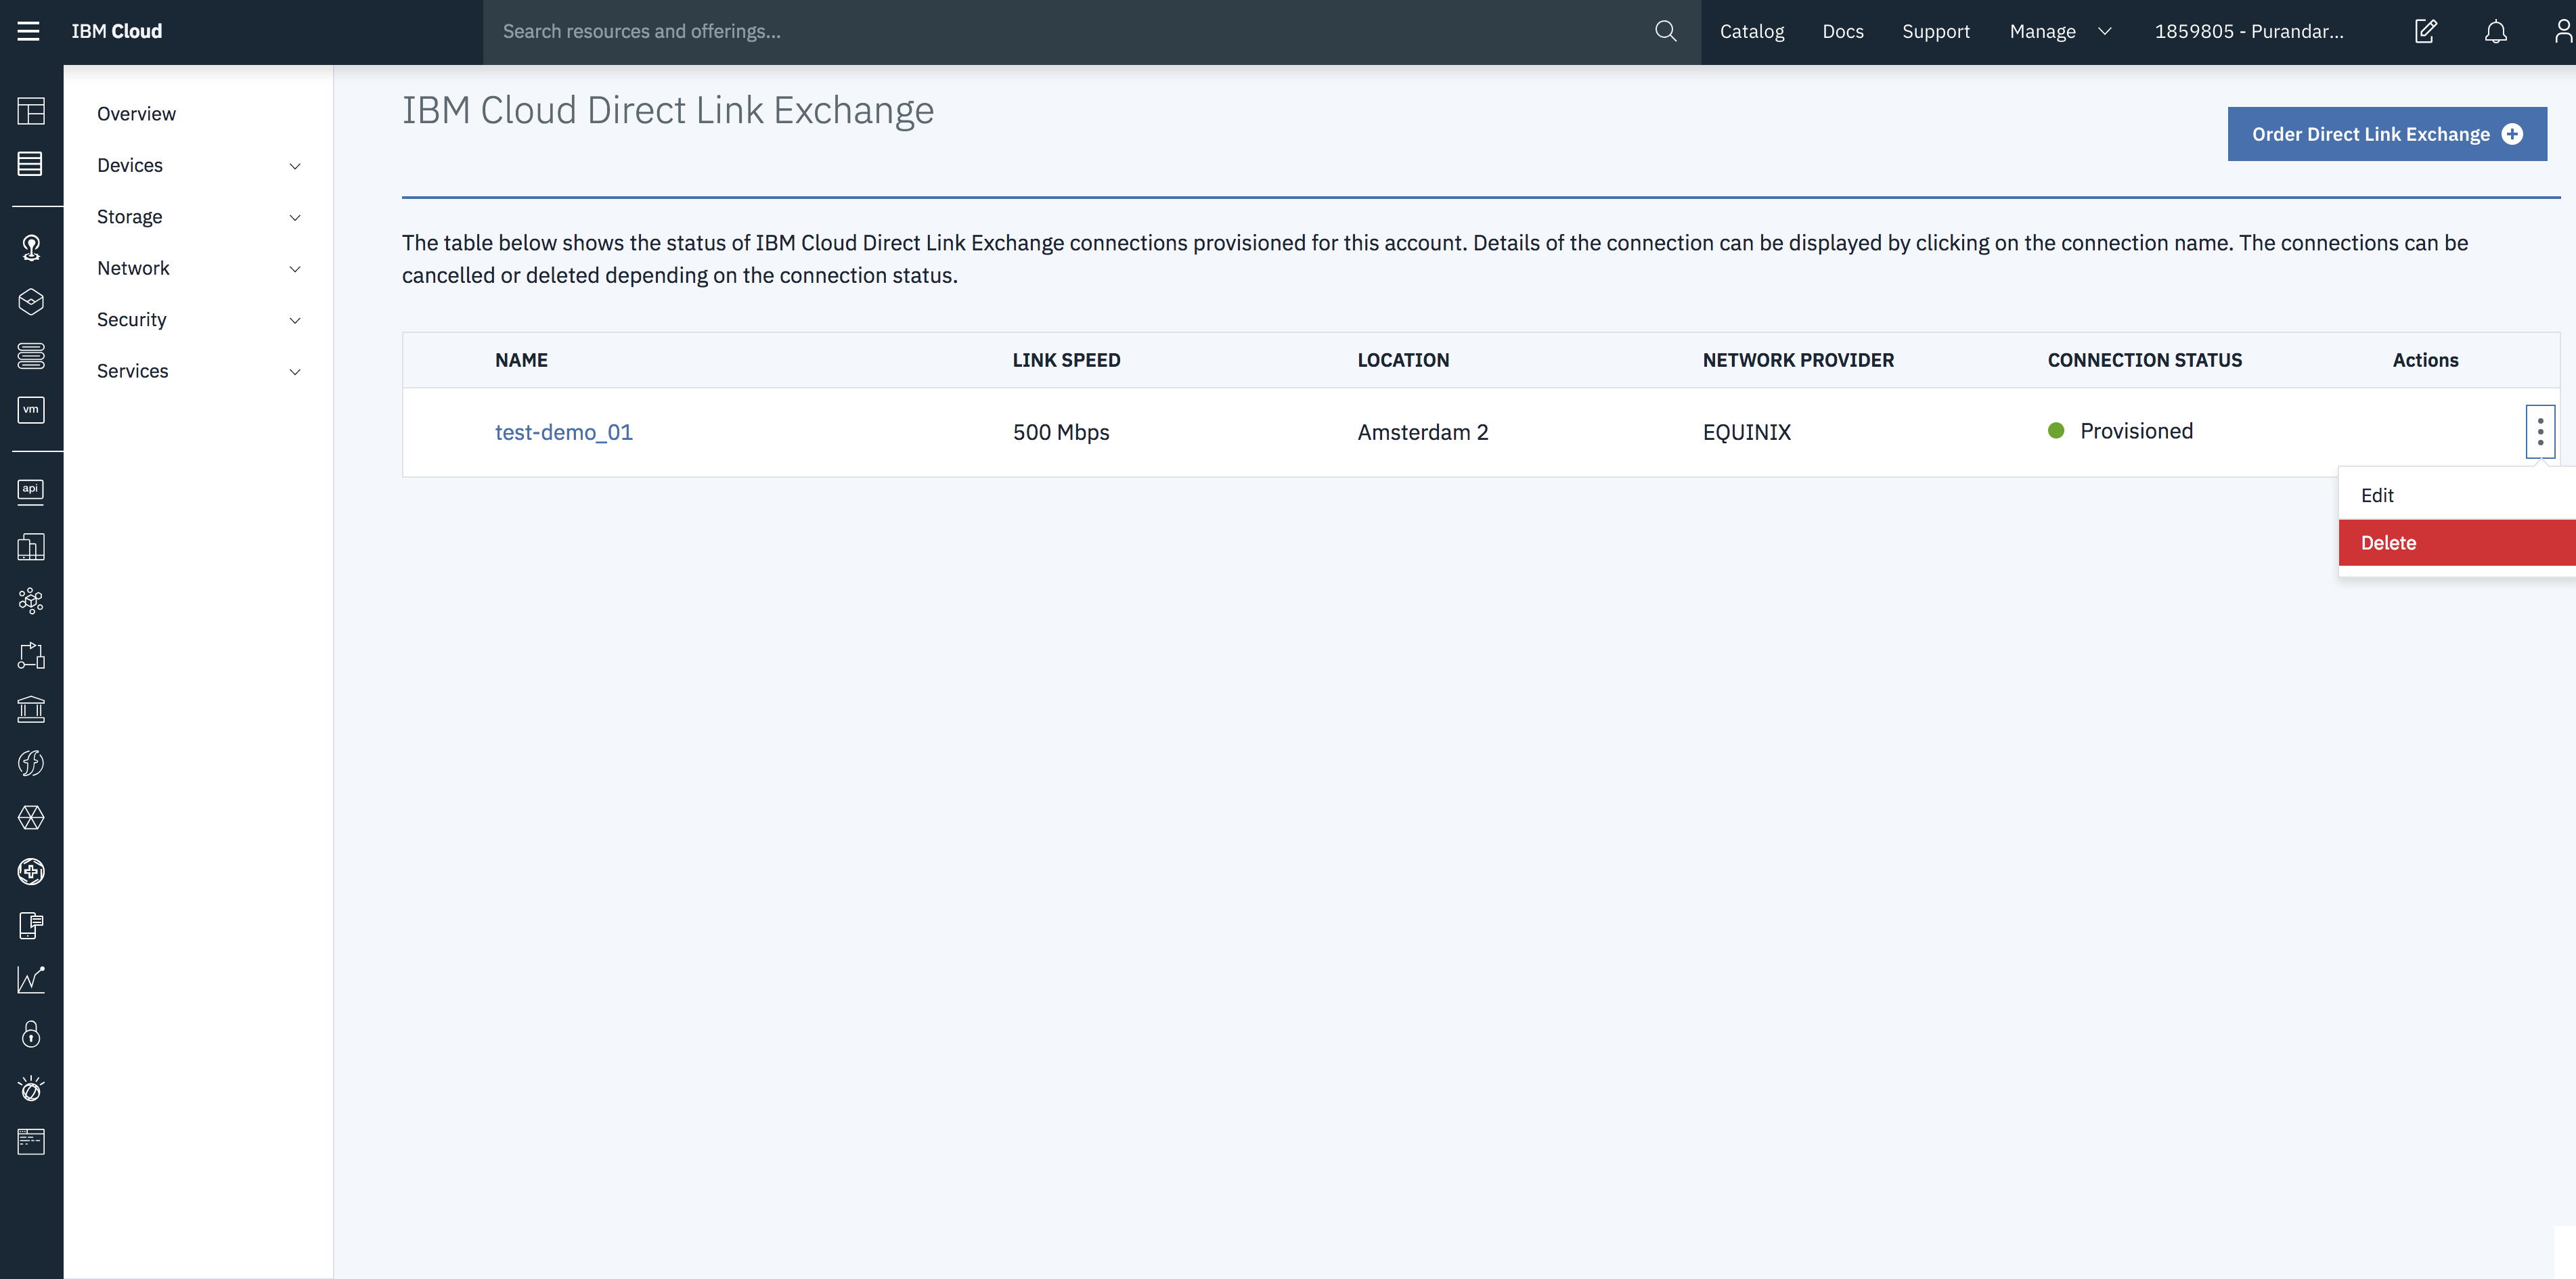 IBM Cloud
Search resources and offerings...
Catalog
Docs
Support
Manage
1859805 - Purandar...
Overview
Devices
Storage
Network
Security
Services
vm
api
IBM Cloud Direct Link Exchange
Order Direct Link Exchange
The table below shows the status of IBM Cloud Direct Link Exchange connections provisioned for this account. Details of the connection can be displayed by clicking on the connection name. The connections can be
cancelled or deleted depending on the connection status.
NAME LINK SPEED LOCATION NETWORK PROVIDER CONNECTION STATUS Actions
test-demo_01 500 Mbps Amsterdam 2 EQUINIX Provisioned
Edit
Delete